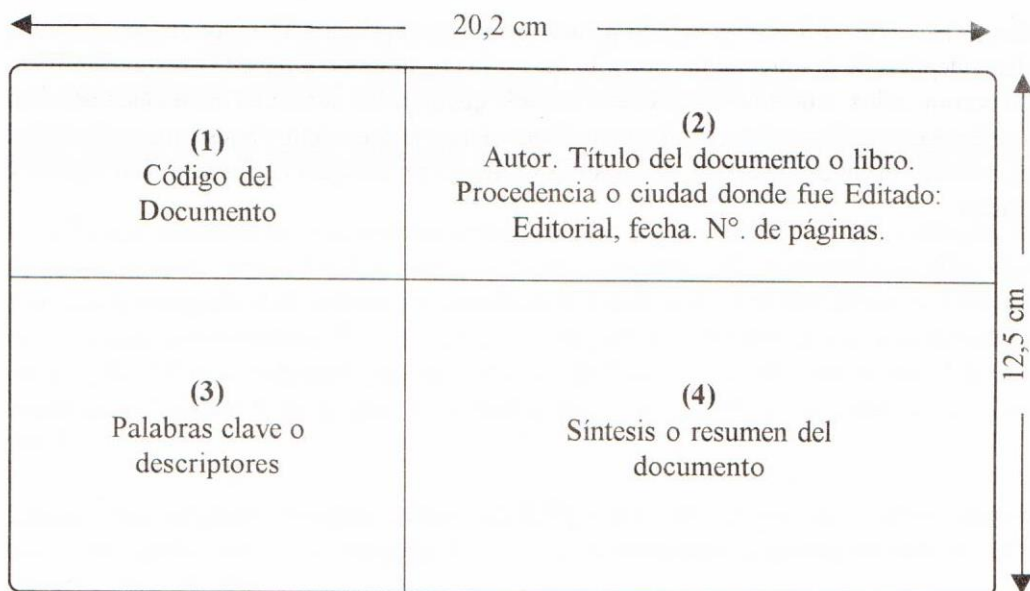 20,2 cm
(1)
Código del
Documento
(2)
Autor. Título del documento o libro.
Procedencia o ciudad donde fue Editado:
Editorial, fecha. N°. de páginas.
12,5 cm
(3)
Palabras clave o
descriptores
(4)
Síntesis o resumen del
documento